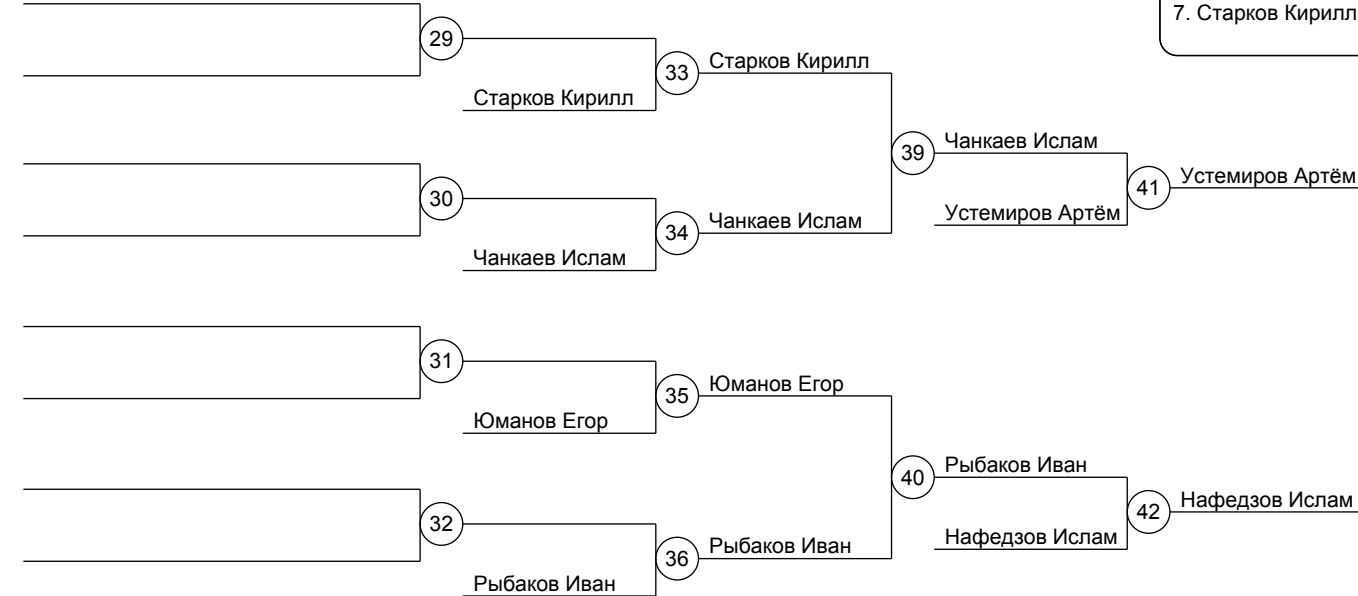 7. Старков Кирилл
29
33
Старков Кирилл
Старков Кирилл
39
Чанкаев Ислам
41
Устемиров Артём
30
34
Чанкаев Ислам
Устемиров Артём
Чанкаев Ислам
31
35
Юманов Егор
Юманов Егор
40
Рыбаков Иван
42
Нафедзов Ислам
32
36
Рыбаков Иван
Нафедзов Ислам
Рыбаков Иван